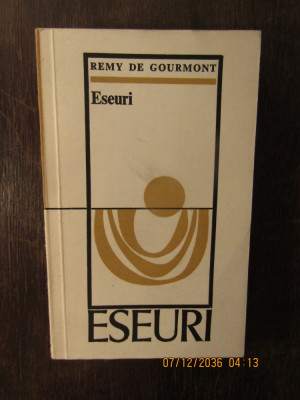 REMY DE GOURMONT
Eseuri
ESEURI
07/12/2036 04:13